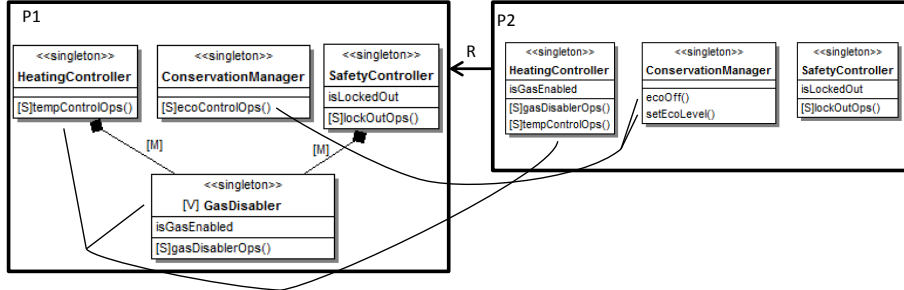 P1
<<singleton>>
HeatingController
[S]tempControlOps()
<<singleton>>
ConservationManager
[S]ecoControlOps()
<<singleton>>
SafetyController
isLockedOut
[S]lockOutOps()
[M]
[M]
<<singleton>>
[V] GasDisabler
isGasEnabled
[S]gasDisablerOps()
R
P2
<<singleton>>
HeatingController
isGasEnabled
[S]gasDisablerOps()
[S]tempControlOps()
<<singleton>>
ConservationManager
ecoOff()
setEcoLevel()
<<singleton>>
SafetyController
isLockedOut
[S]lockOutOps()